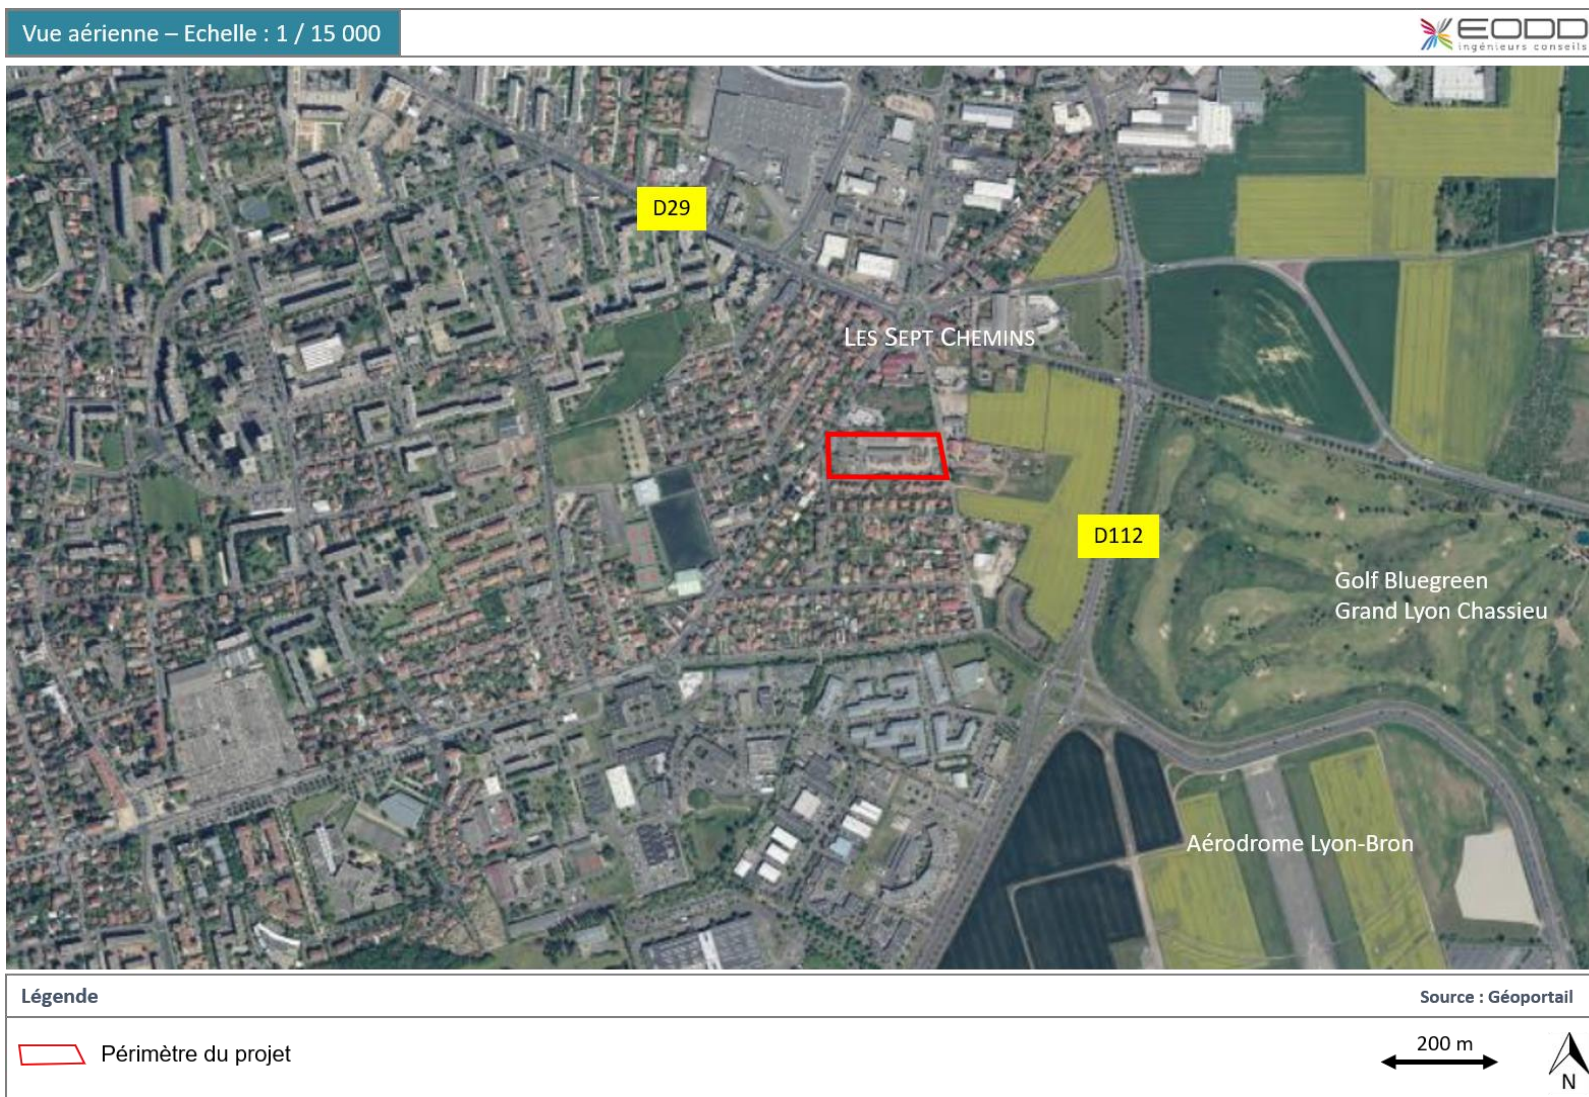 Vue aérienne – Echelle : 1 / 15 000
EODD
ingénieurs conseils
D29
LES SEPT CHEMINS
D112
Golf Bluegreen
Grand Lyon Chassieu
Aérodrome Lyon-Bron
Légende
Source : Géoportail
Périmètre du projet
200 m
N